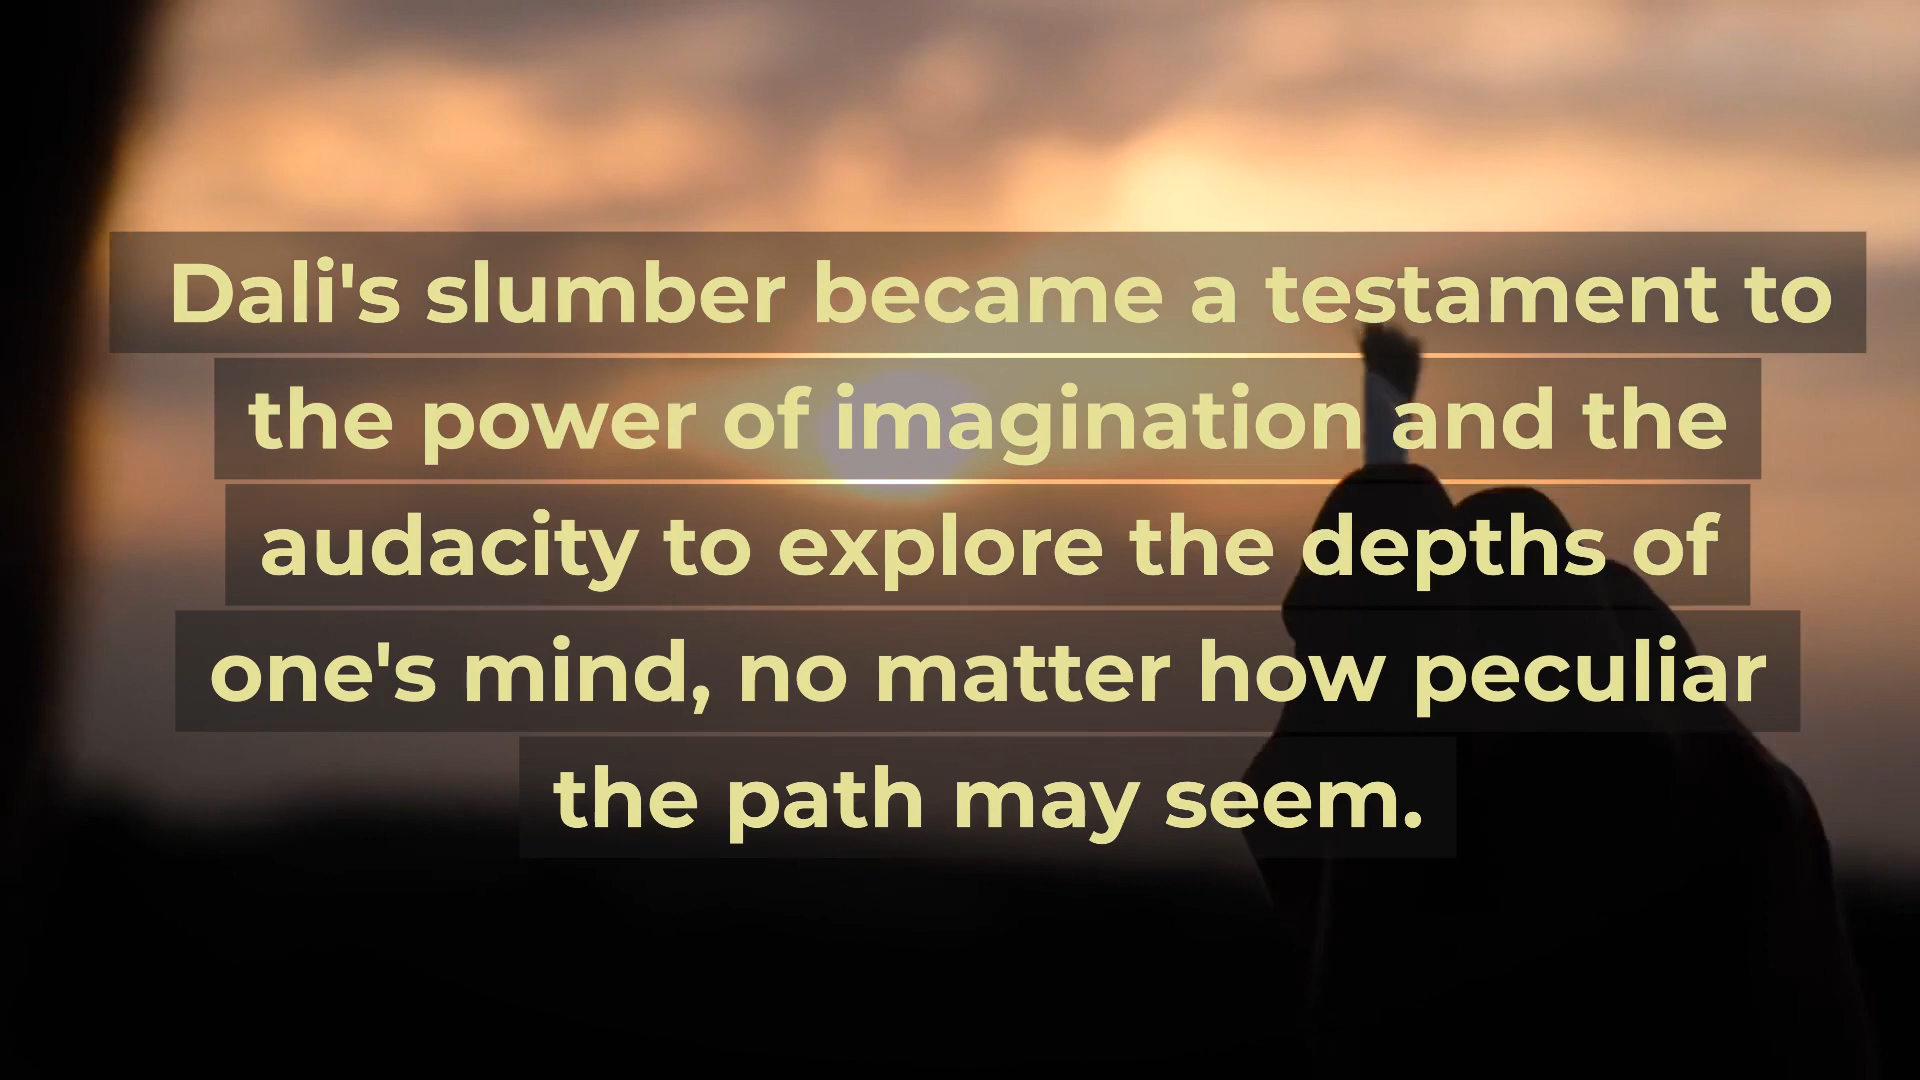 Dali's slumber became a testament to
the power of imagination and the
audacity to explore the depths of
one's mind, no matter how peculiar
the path may seem.